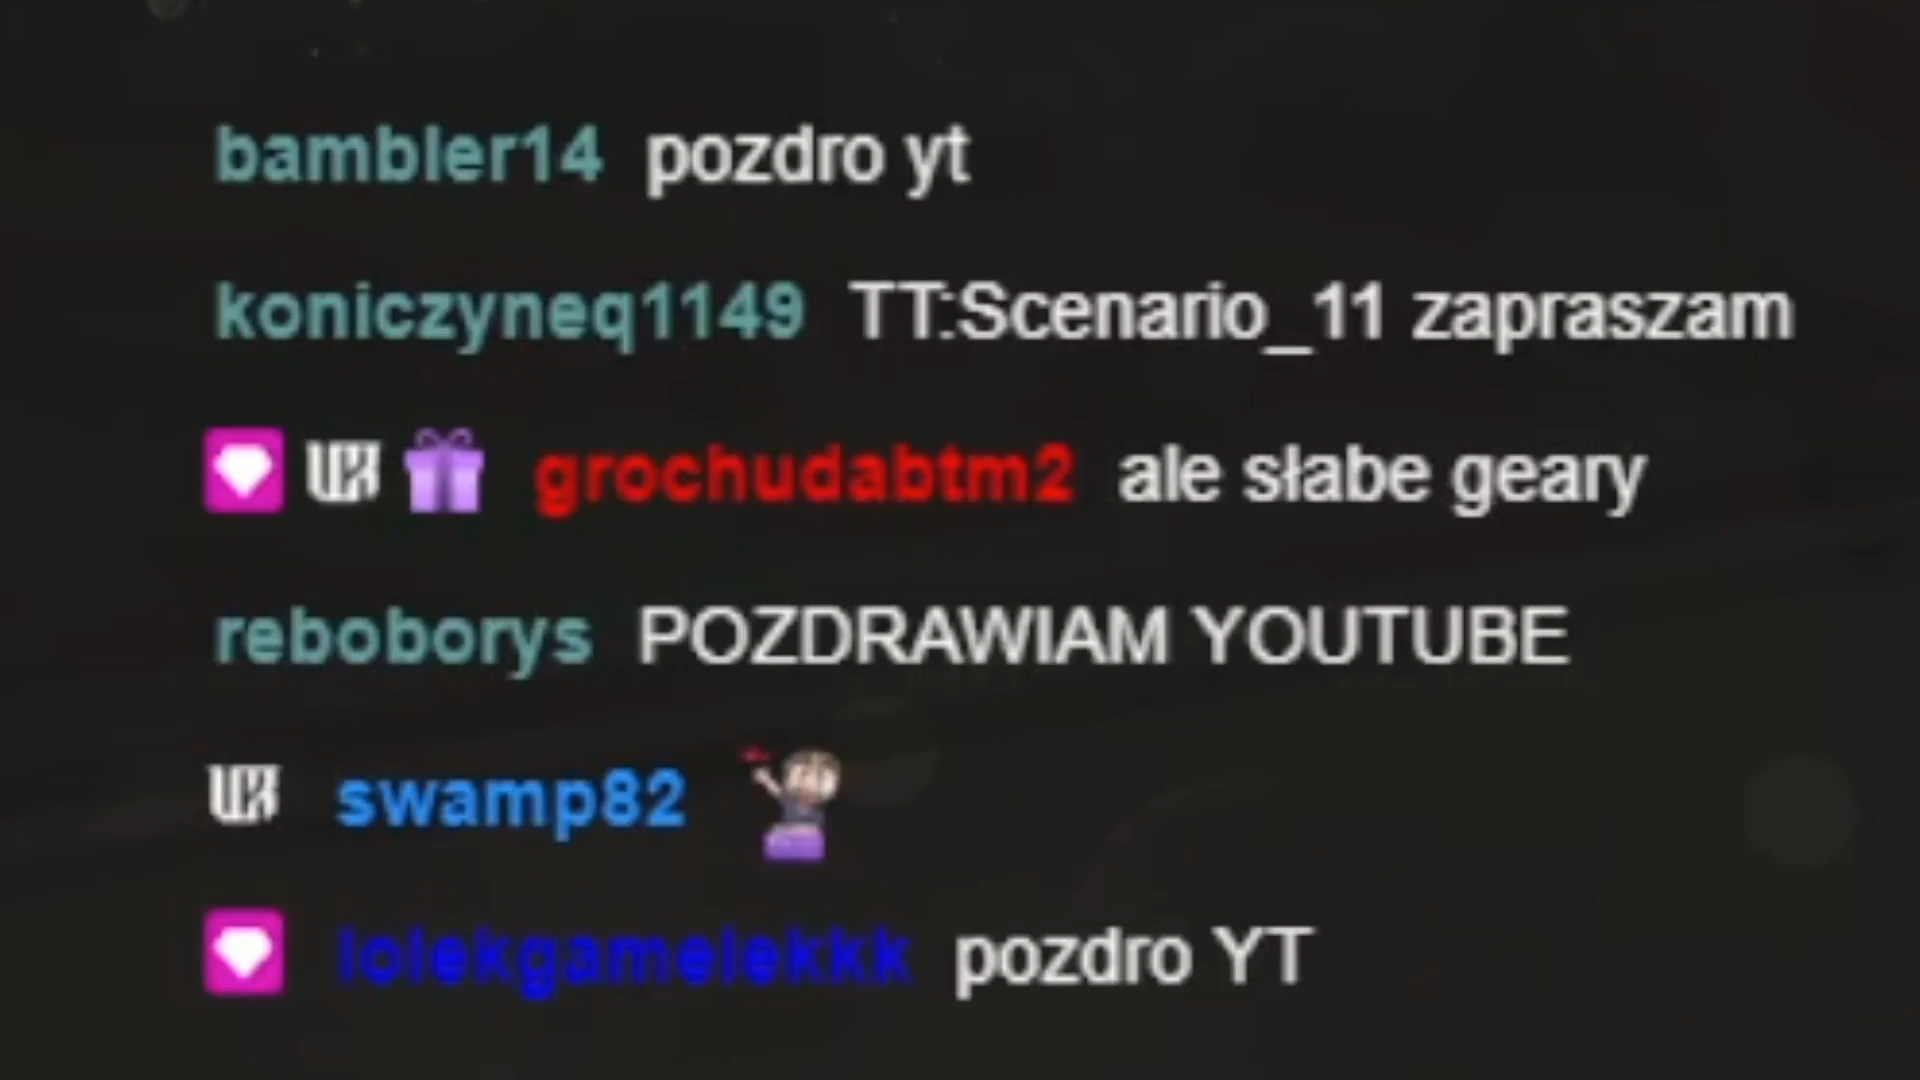 bambler14 pozdro yt
koniczyneq1149 TT:Scenario_11 zapraszam
grochudabtm2 ale słabe geary
reboborys POZDRAWIAM YOUTUBE
swamp82
lolekgamelekkk pozdro YT